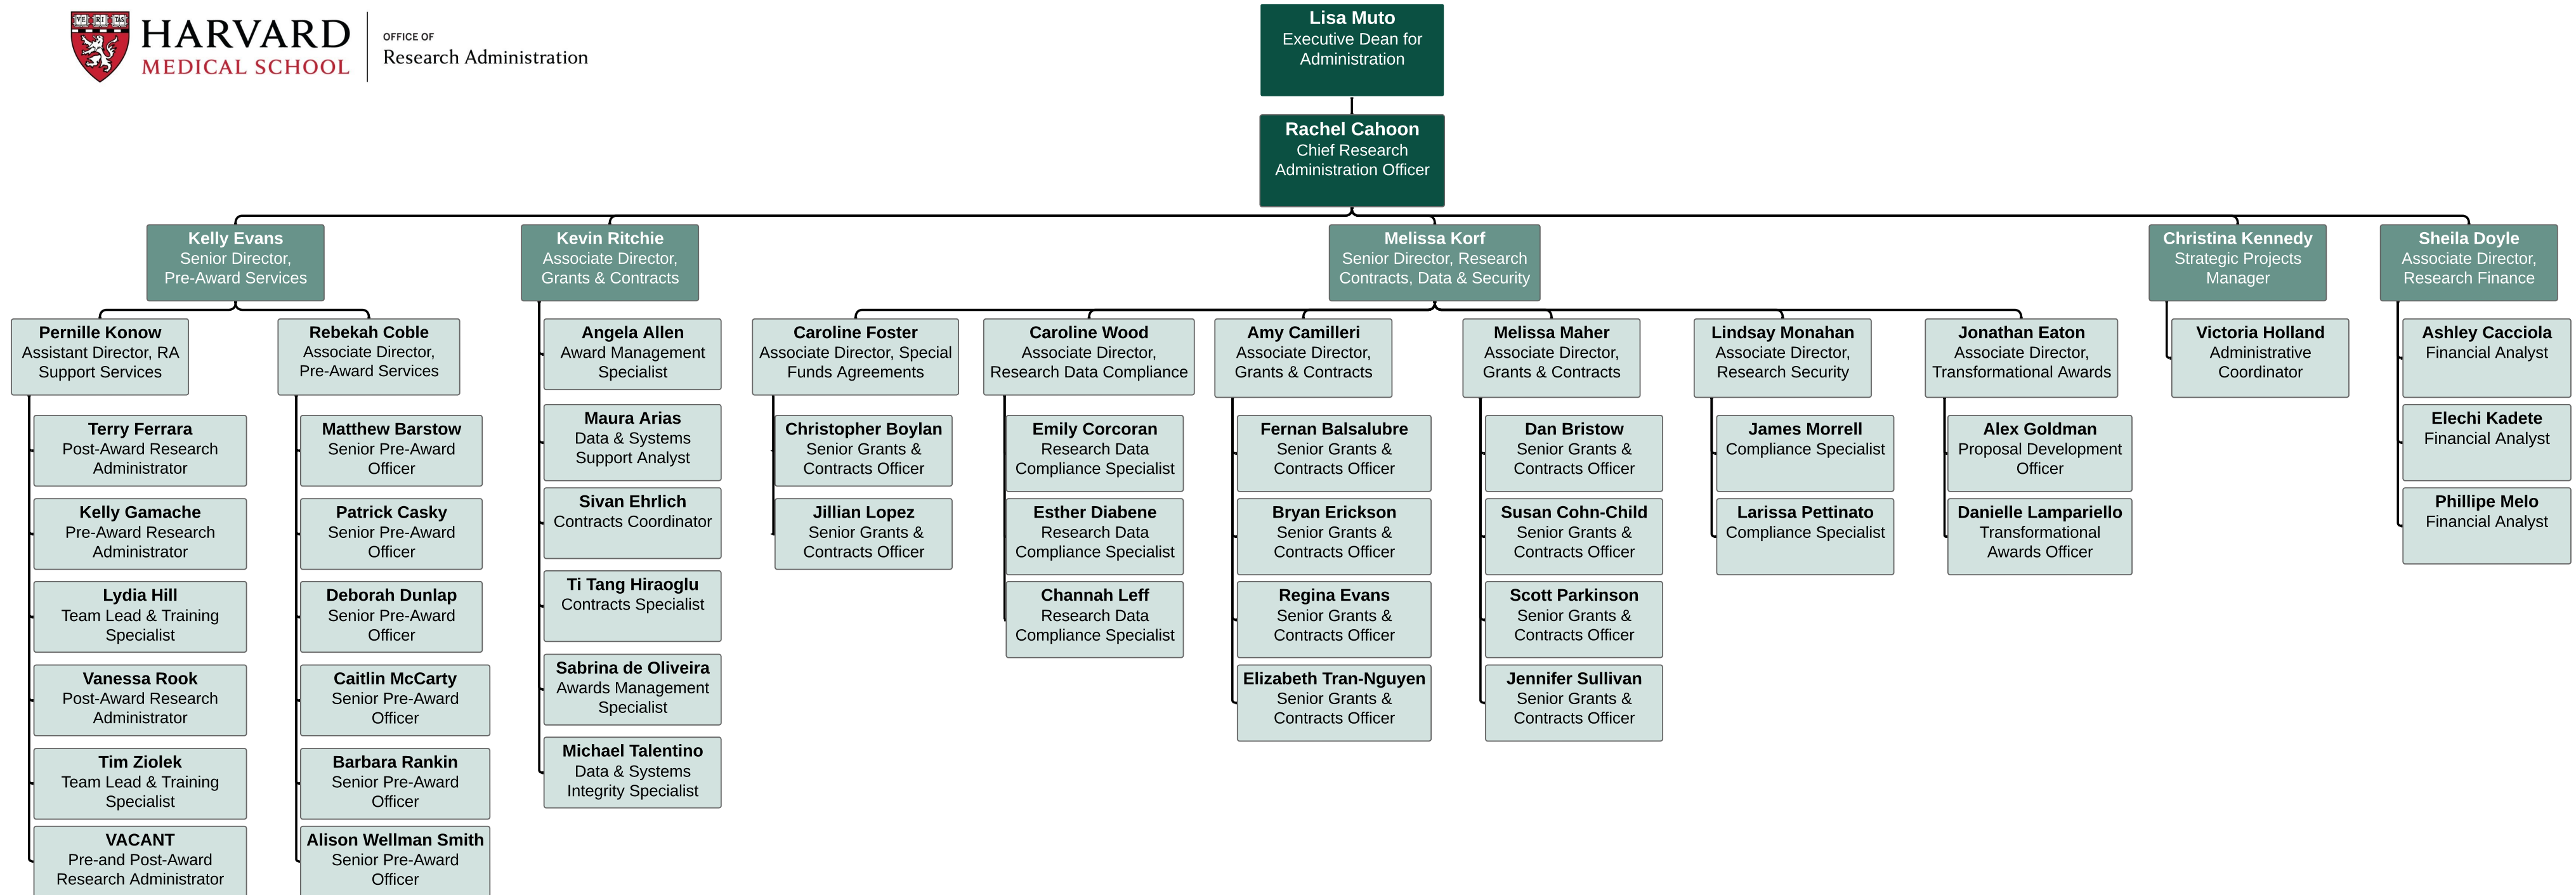 VE RI TAS
HARVARD
MEDICAL SCHOOL
OFFICE OF
Research Administration
Lisa Muto
Executive Dean for
Administration
Rachel Cahoon
Chief Research
Administration Officer
Kelly Evans
Senior Director,
Pre-Award Services
Kevin Ritchie
Associate Director,
Grants & Contracts
Melissa Korf
Senior Director, Research
Contracts, Data & Security
Christina Kennedy
Strategic Projects
Manager
Sheila Doyle
Associate Director,
Research Finance
Pernille Konow
Assistant Director, RA
Support Services
Terry Ferrara
Post-Award Research
Administrator
Kelly Gamache
Pre-Award Research
Administrator
Lydia Hill
Team Lead & Training
Specialist
Vanessa Rook
Post-Award Research
Administrator
Tim Ziolek
Team Lead & Training
Specialist
VACANT
Pre-and Post-Award
Research Administrator
Rebekah Coble
Associate Director,
Pre-Award Services
Matthew Barstow
Senior Pre-Award
Officer
Patrick Casky
Senior Pre-Award
Officer
Deborah Dunlap
Senior Pre-Award
Officer
Caitlin McCarty
Senior Pre-Award
Officer
Barbara Rankin
Senior Pre-Award
Officer
Alison Wellman Smith
Senior Pre-Award
Officer
Angela Allen
Award Management
Specialist
Maura Arias
Data & Systems
Support Analyst
Sivan Ehrlich
Contracts Coordinator
Ti Tang Hiraoglu
Contracts Specialist
Sabrina de Oliveira
Awards Management
Specialist
Michael Talentino
Data & Systems
Integrity Specialist
Caroline Foster
Associate Director, Special
Funds Agreements
Christopher Boylan
Senior Grants &
Contracts Officer
Jillian Lopez
Senior Grants &
Contracts Officer
Caroline Wood
Associate Director,
Research Data Compliance
Emily Corcoran
Research Data
Compliance Specialist
Esther Diabene
Research Data
Compliance Specialist
Channah Leff
Research Data
Compliance Specialist
Amy Camilleri
Associate Director,
Grants & Contracts
Fernan Balsalubre
Senior Grants &
Contracts Officer
Bryan Erickson
Senior Grants &
Contracts Officer
Regina Evans
Senior Grants &
Contracts Officer
Elizabeth Tran-Nguyen
Senior Grants &
Contracts Officer
Melissa Maher
Associate Director,
Grants & Contracts
Dan Bristow
Senior Grants &
Contracts Officer
Susan Cohn-Child
Senior Grants &
Contracts Officer
Scott Parkinson
Senior Grants &
Contracts Officer
Jennifer Sullivan
Senior Grants &
Contracts Officer
Lindsay Monahan
Associate Director,
Research Security
James Morrell
Compliance Specialist
Larissa Pettinato
Compliance Specialist
Jonathan Eaton
Associate Director,
Transformational Awards
Alex Goldman
Proposal Development
Officer
Danielle Lampariello
Transformational
Awards Officer
Victoria Holland
Administrative
Coordinator
Ashley Cacciola
Financial Analyst
Elechi Kadete
Financial Analyst
Phillipe Melo
Financial Analyst